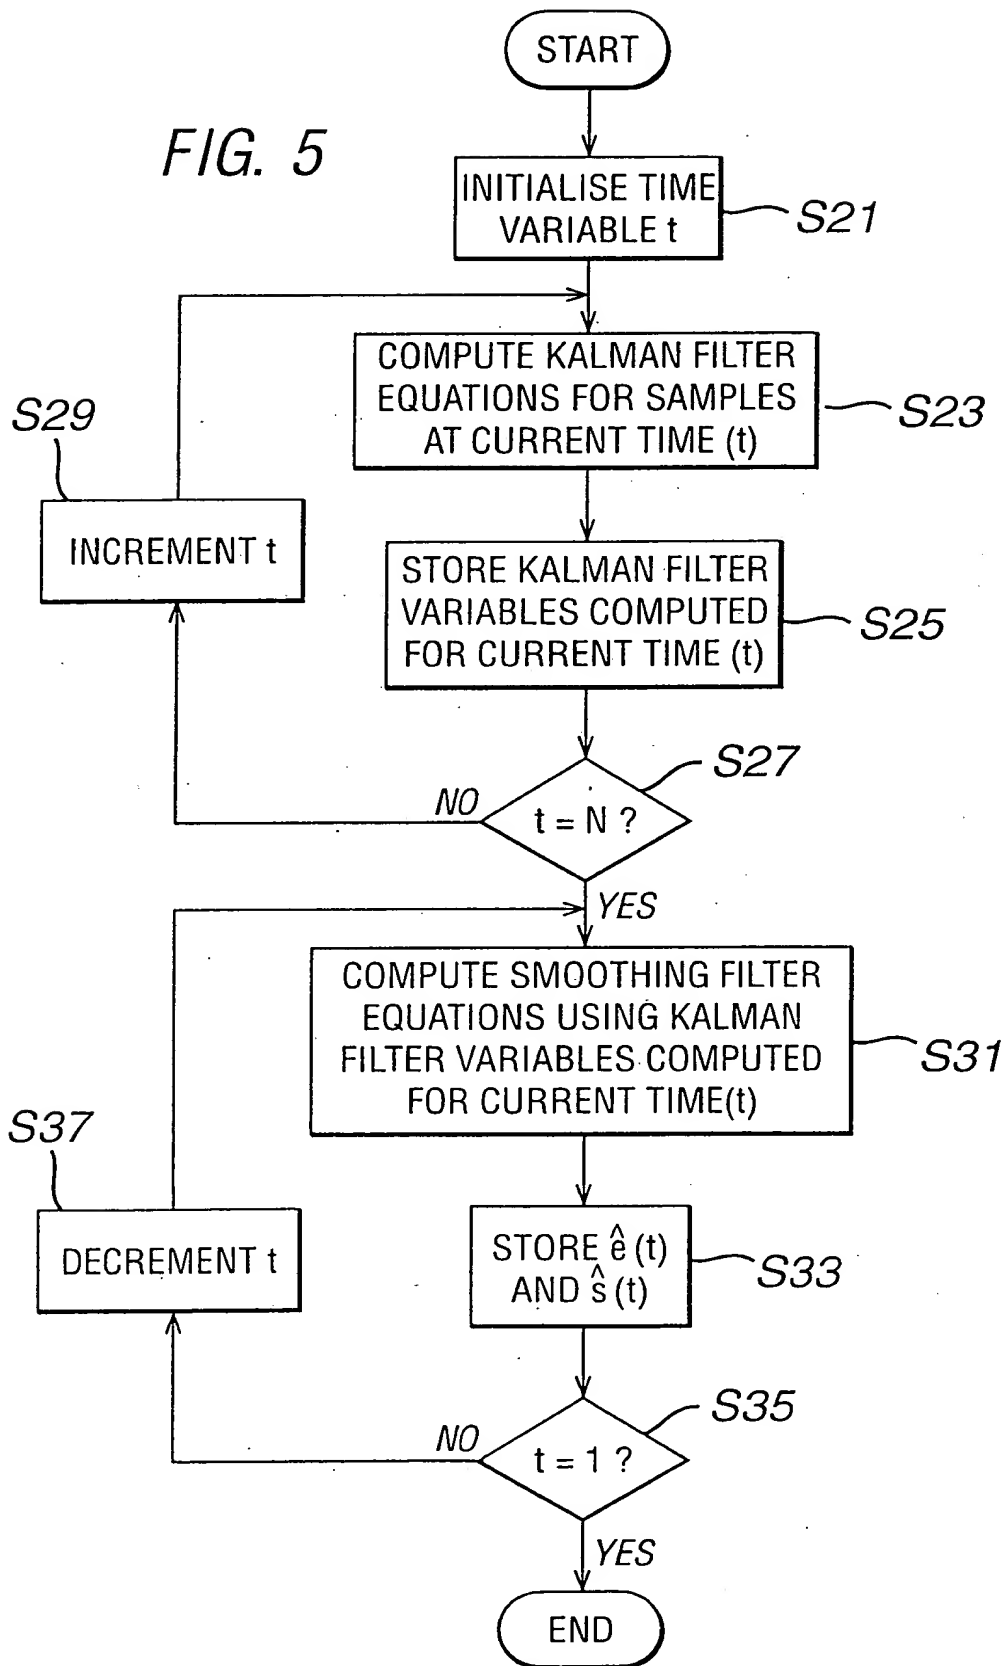 START
FIG. 5
INITIALISE TIME
VARIABLE t
S21
COMPUTE KALMAN FILTER
EQUATIONS FOR SAMPLES
AT CURRENT TIME (t)
S23
S29
INCREMENT t
STORE KALMAN FILTER
VARIABLES COMPUTED
FOR CURRENT TIME (t)
S25
S27
NO
t = N ?
YES
COMPUTE SMOOTHING FILTER
EQUATIONS USING KALMAN
FILTER VARIABLES COMPUTED
FOR CURRENT TIME(t)
S31
S37
DECREMENT t
STORE ê (t)
AND ŝ (t)
S33
S35
NO
t = 1 ?
YES
END